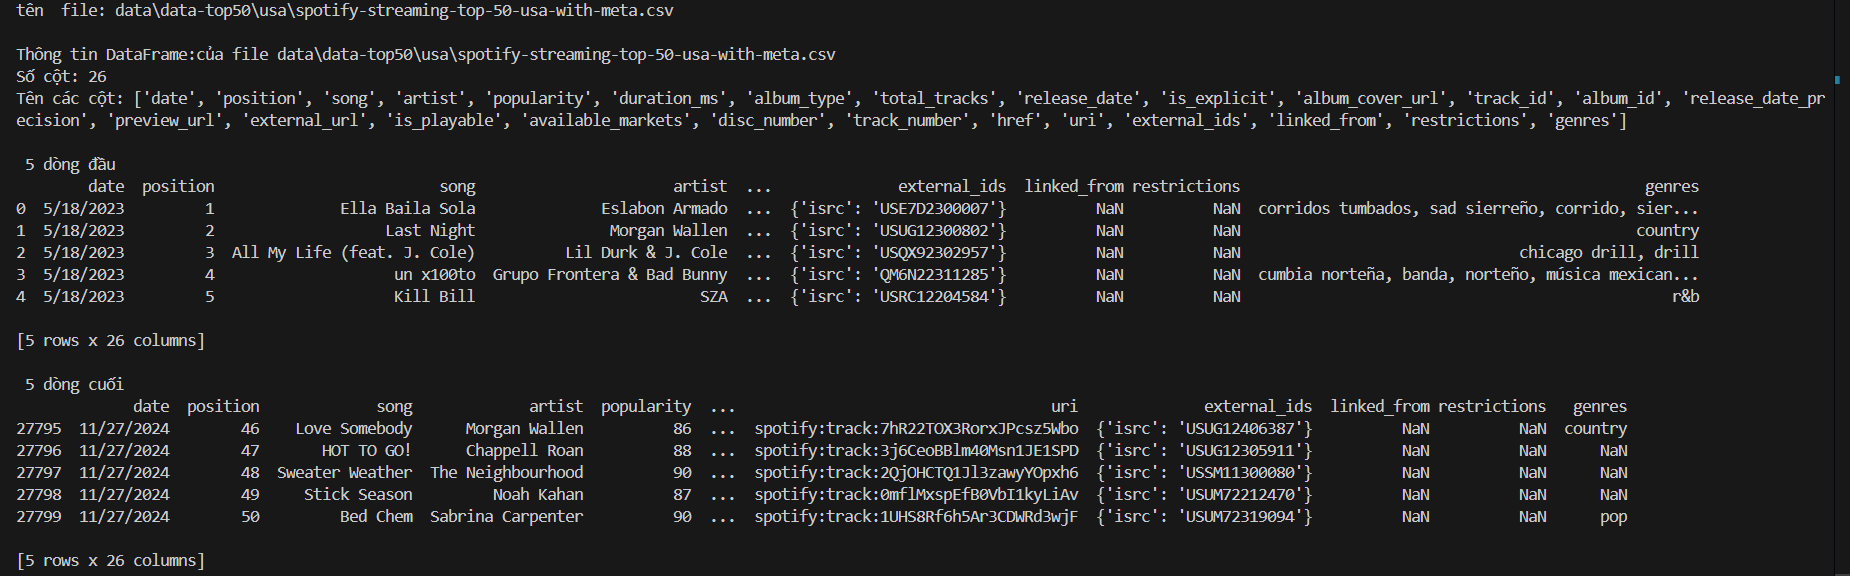 tên  file: data\data-top50\usa\spotify-streaming-top-50-usa-with-meta.csv
Thông tin DataFrame:của file data\data-top50\usa\spotify-streaming-top-50-usa-with-meta.csv
Số cột: 26
Tên các cột: ['date', 'position', 'song', 'artist', 'popularity', 'duration_ms', 'album_type', 'total_tracks', 'release_date', 'is_explicit', 'album_cover_url', 'track_id', 'album_id', 'release_date_pr
ecision', 'preview_url', 'external_url', 'is_playable', 'available_markets', 'disc_number', 'track_number', 'href', 'uri', 'external_ids', 'linked_from', 'restrictions', 'genres']
5 dòng đầu
date position song artist ... external_ids linked_from restrictions genres
0 5/18/2023 1 Ella Baila Sola Eslabon Armado ... {'isrc': 'USE7D2300007'} NaN NaN corridos tumbados, sad sierreño, corrido, sier...
1 5/18/2023 2 Last Night Morgan Wallen ... {'isrc': 'USUG12300802'} NaN NaN country
2 5/18/2023 3 All My Life (feat. J. Cole) Lil Durk & J. Cole ... {'isrc': 'USQX92302957'} NaN NaN chicago drill, drill
3 5/18/2023 4 un x100to Grupo Frontera & Bad Bunny ... {'isrc': 'QM6N22311285'} NaN NaN cumbia norteña, banda, norteño, música mexican...
4 5/18/2023 5 Kill Bill SZA ... {'isrc': 'USRC12204584'} NaN NaN r&b
[5 rows x 26 columns]
5 dòng cuối
date position song artist popularity ... uri external_ids linked_from restrictions genres
27795 11/27/2024 46 Love Somebody Morgan Wallen 86 ... spotify:track:7hR22TOX3RorxJPcsz5Wbo {'isrc': 'USUG12406387'} NaN NaN country
27796 11/27/2024 47 HOT TO GO! Chappell Roan 88 ... spotify:track:3j6CeoBBlm40Msn1JE1SPD {'isrc': 'USUG12305911'} NaN NaN NaN
27797 11/27/2024 48 Sweater Weather The Neighbourhood 90 ... spotify:track:2QjOHCTQ1Jl3zawyYOpxh6 {'isrc': 'USSM11300080'} NaN NaN NaN
27798 11/27/2024 49 Stick Season Noah Kahan 87 ... spotify:track:0mflMxspEfB0VbI1kyLiAv {'isrc': 'USUM72212470'} NaN NaN NaN
27799 11/27/2024 50 Bed Chem Sabrina Carpenter 90 ... spotify:track:1UHS8Rf6h5Ar3CDWRd3wjF {'isrc': 'USUM72319094'} NaN NaN pop
[5 rows x 26 columns]